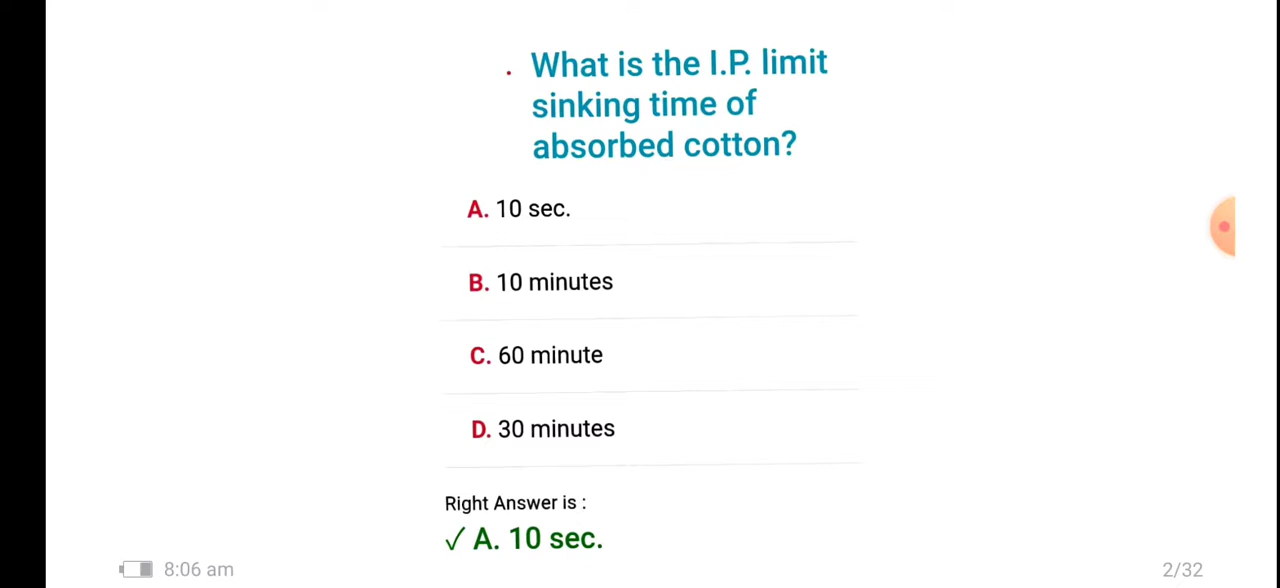 . What is the I.P. limit
sinking time of
absorbed cotton?
A. 10 sec.
B. 10 minutes
C. 60 minute
D. 30 minutes
Right Answer is :
✓ A. 10 sec.
8:06 am
2/32